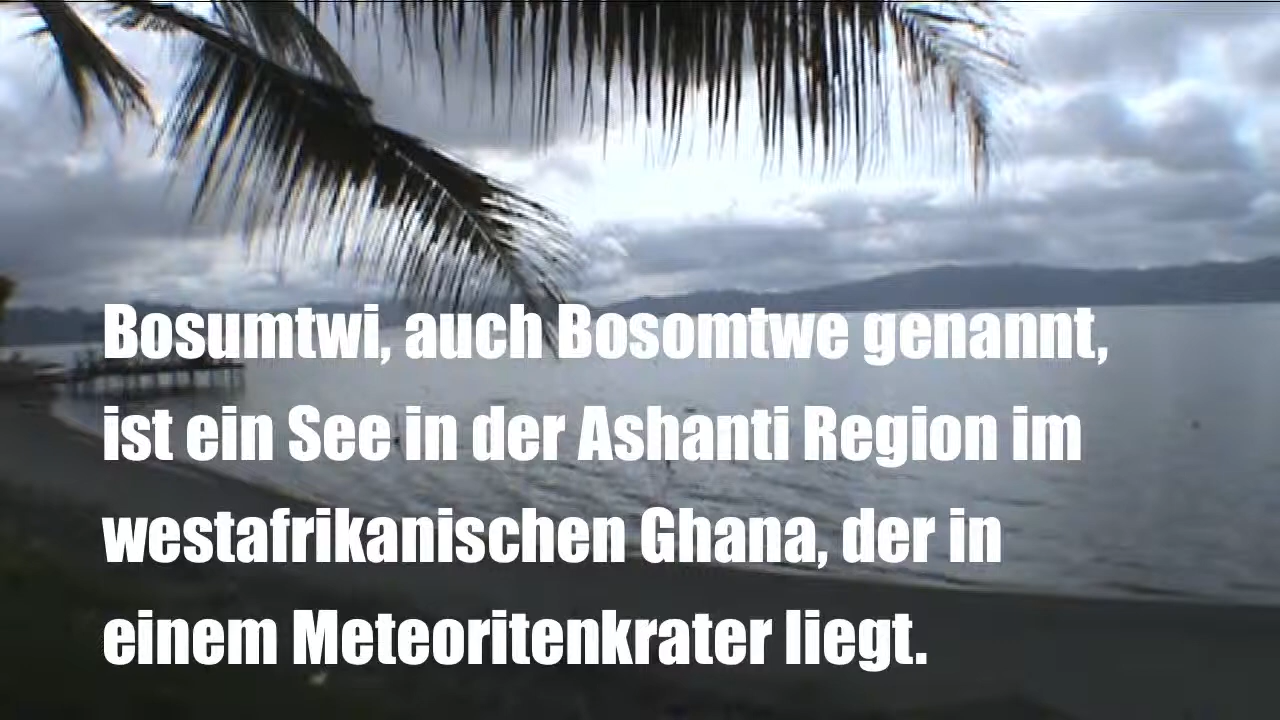 Bosumtwi, auch Bosomtwe genannt,
ist ein See in der Ashanti Region im
westafrikanischen Ghana, der in
einem Meteoritenkrater liegt.